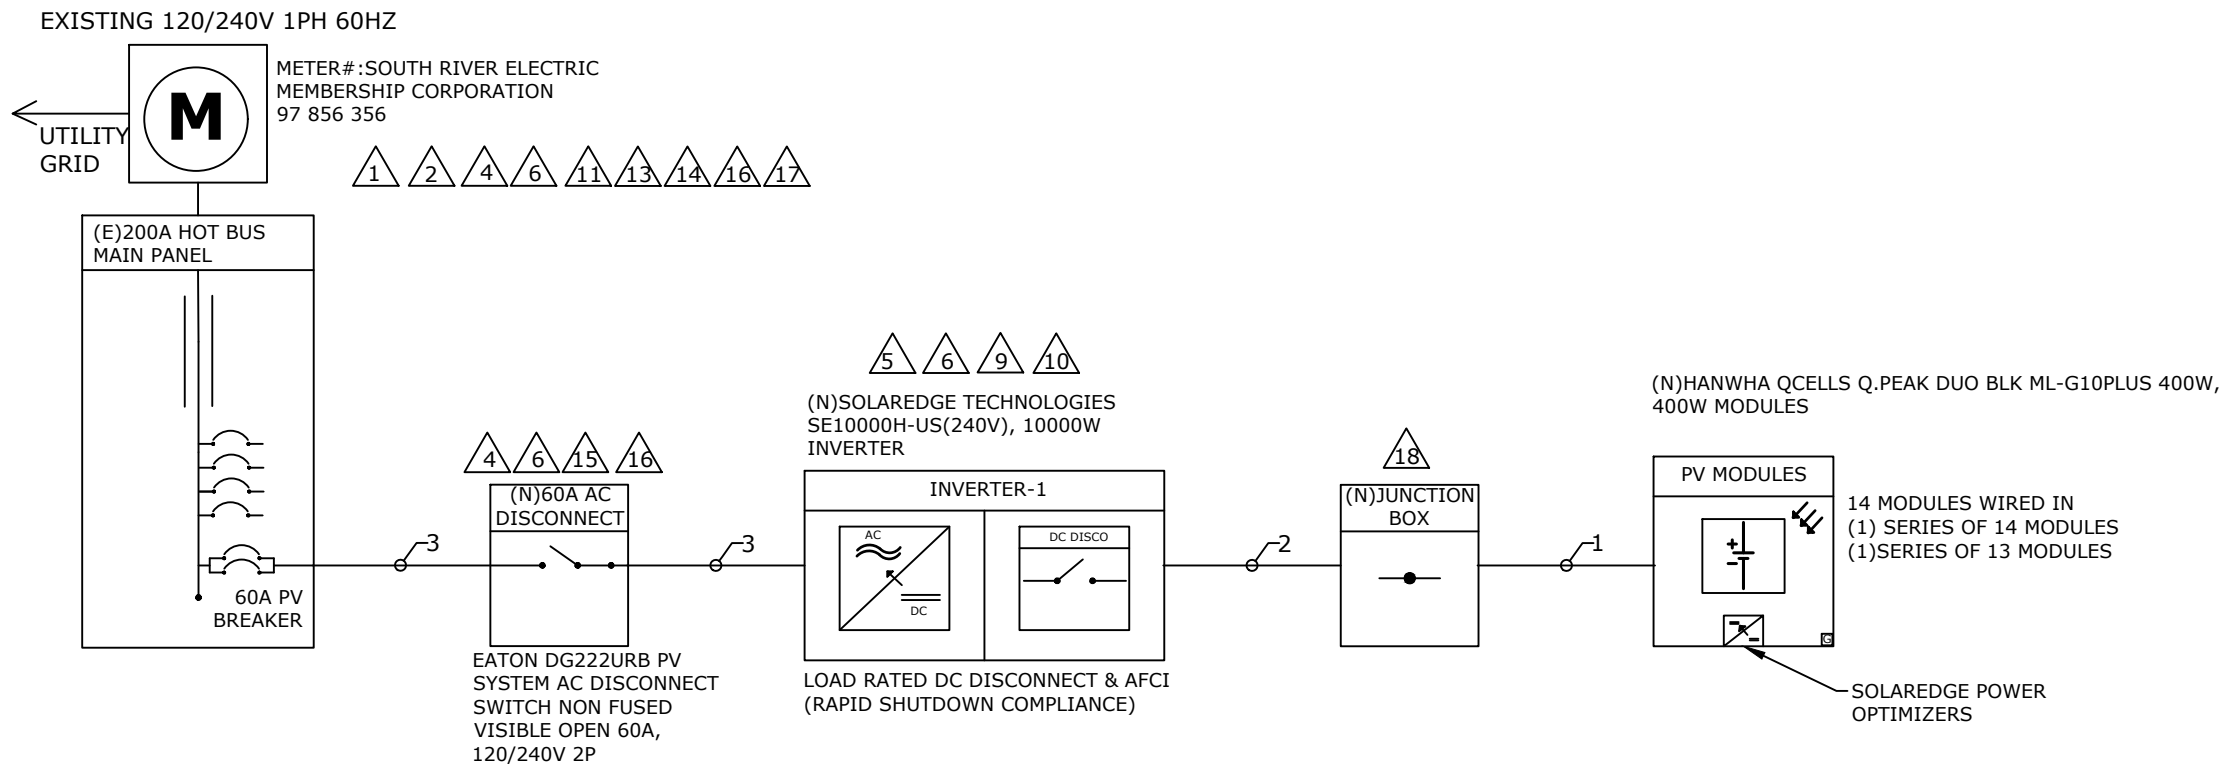 EXISTING 120/240V 1PH 60HZ
M
METER#:SOUTH RIVER ELECTRIC
MEMBERSHIP CORPORATION
97 856 356
UTILITY
GRID
1 2 4 6 11 13 14 16 17
(E)200A HOT BUS
MAIN PANEL
60A PV
BREAKER
3
4 6 15 16
(N)60A AC
DISCONNECT
EATON DG222URB PV
SYSTEM AC DISCONNECT
SWITCH NON FUSED
VISIBLE OPEN 60A,
120/240V 2P
3
5 6 9 10
(N)SOLAREDGE TECHNOLOGIES
SE10000H-US(240V), 10000W
INVERTER
INVERTER-1
AC
DC
DC DISCO
LOAD RATED DC DISCONNECT & AFCI
(RAPID SHUTDOWN COMPLIANCE)
2
18
(N)JUNCTION
BOX
1
(N)HANWHA QCELLS Q.PEAK DUO BLK ML-G10PLUS 400W,
400W MODULES
PV MODULES
G
14 MODULES WIRED IN
(1) SERIES OF 14 MODULES
(1)SERIES OF 13 MODULES
SOLAREDGE POWER
OPTIMIZERS